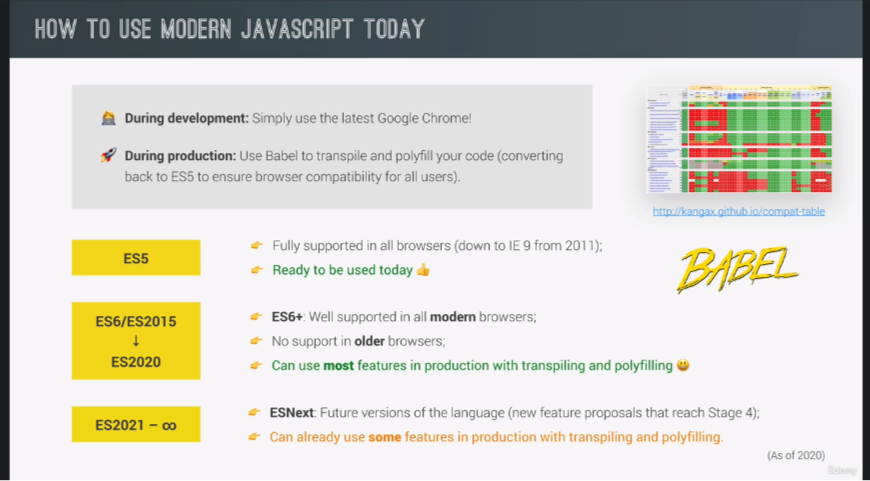 HOW TO USE MODERN JAVASCRIPT TODAY
During development: Simply use the latest Google Chrome!
During production: Use Babel to transpile and polyfill your code (converting
back to ES5 to ensure browser compatibility for all users).
http://kangax.github.io/compat-table
ES5
Fully supported in all browsers (down to IE 9 from 2011);
Ready to be used today 👍
BABEL
ES6/ES2015
↓
ES2020
ES6+: Well supported in all modern browsers;
No support in older browsers;
Can use most features in production with transpiling and polyfilling 😃
ES2021 – ∞
ESNext: Future versions of the language (new feature proposals that reach Stage 4);
Can already use some features in production with transpiling and polyfilling.
(As of 2020)
Udemy